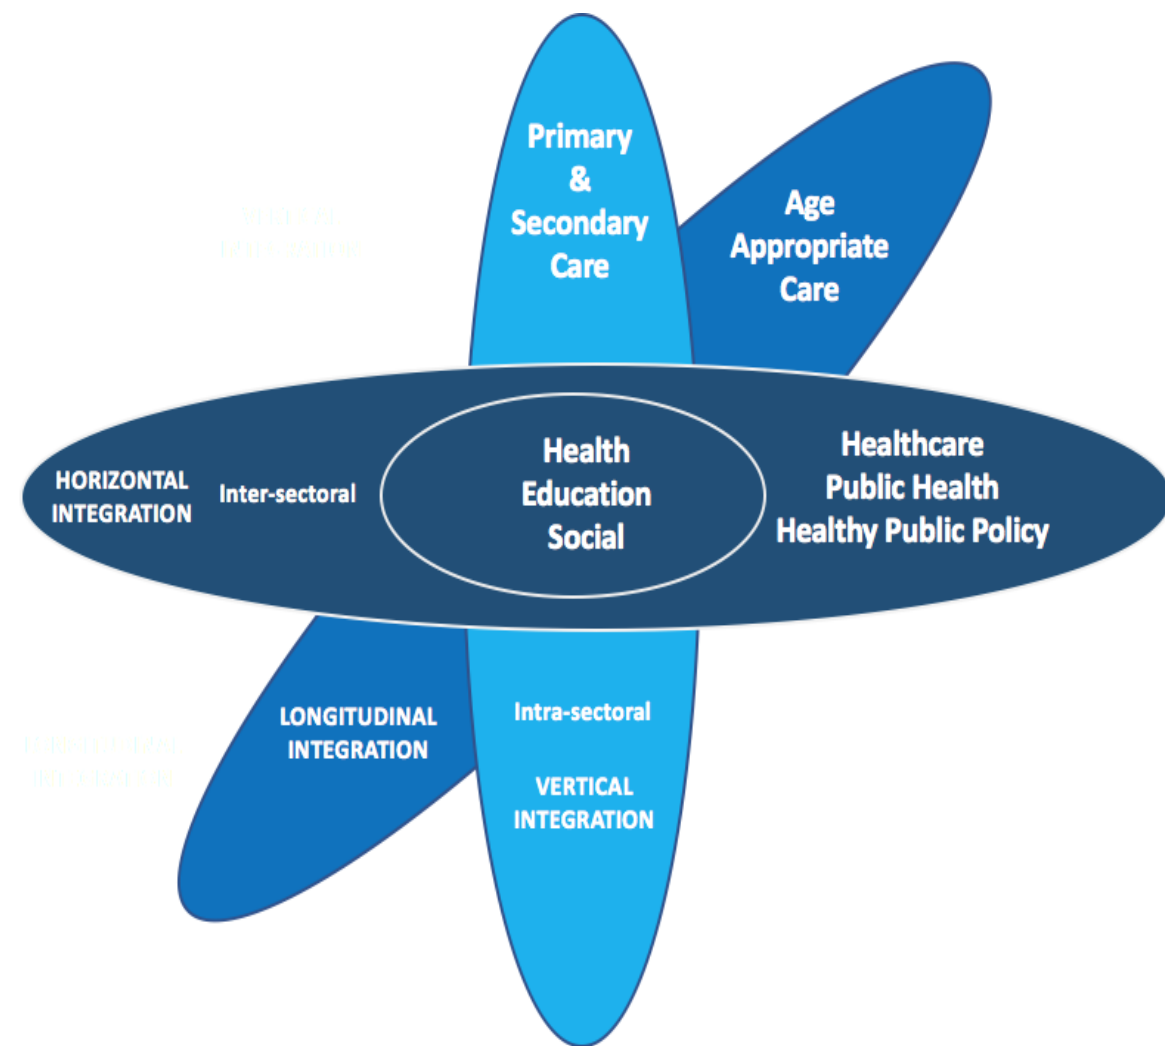 Primary
&
Secondary
Care
Age
Appropriate
Care
HORIZONTAL
INTEGRATION
Inter-sectoral
Health
Education
Social
Healthcare
Public Health
Healthy Public Policy
LONGITUDINAL
INTEGRATION
Intra-sectoral
VERTICAL
INTEGRATION